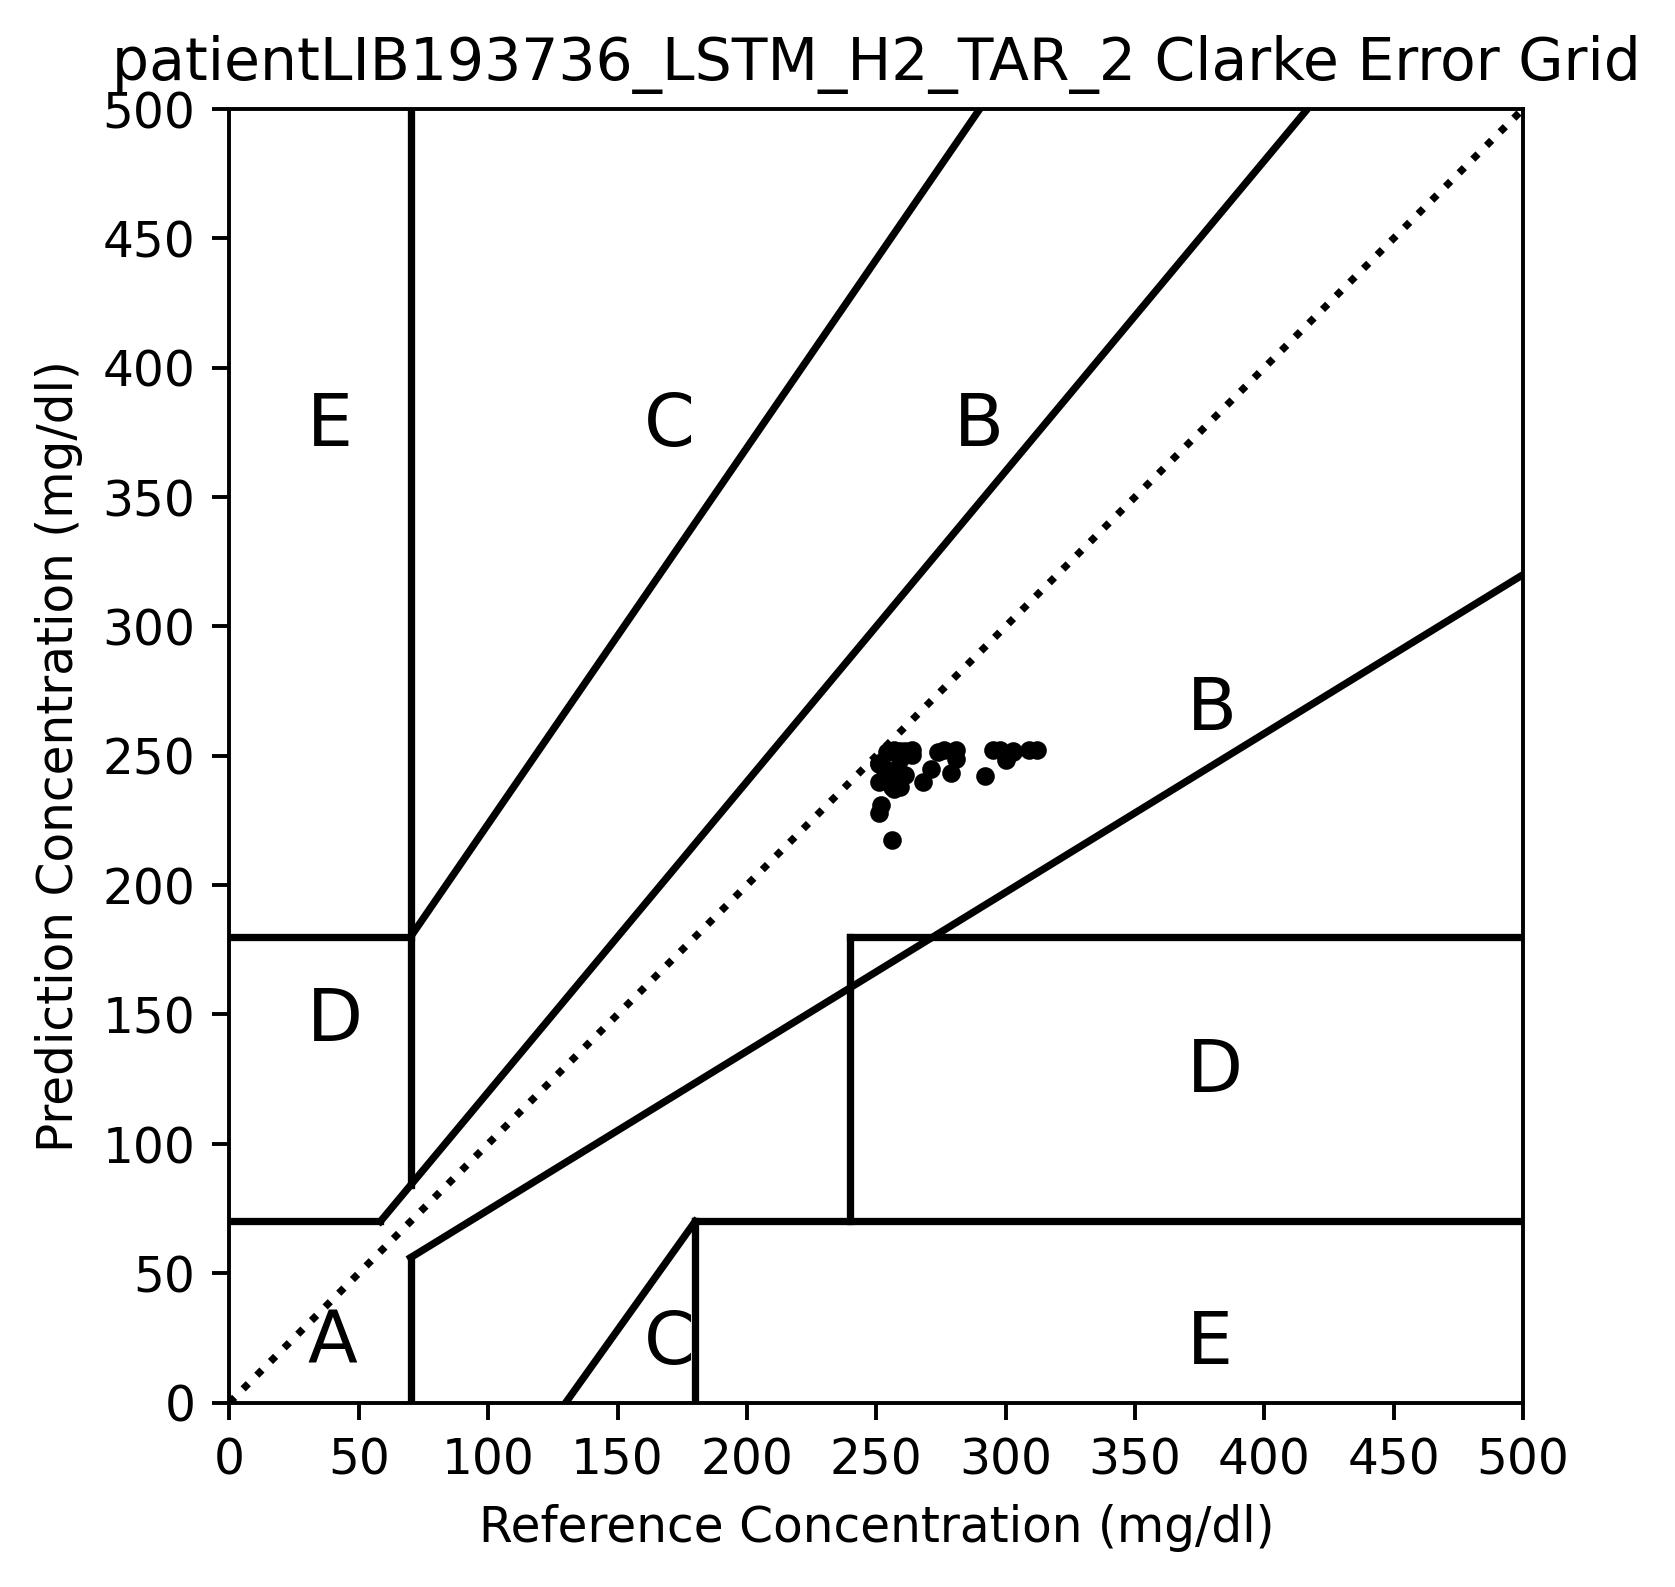 patientLIB193736_LSTM_H2_TAR_2 Clarke Error Grid
500
450
400
350
300
250
200
150
100
50
0
Prediction Concentration (mg/dl)
E
C
B
B
D
D
A
C
E
0 50 100 150 200 250 300 350 400 450 500
Reference Concentration (mg/dl)